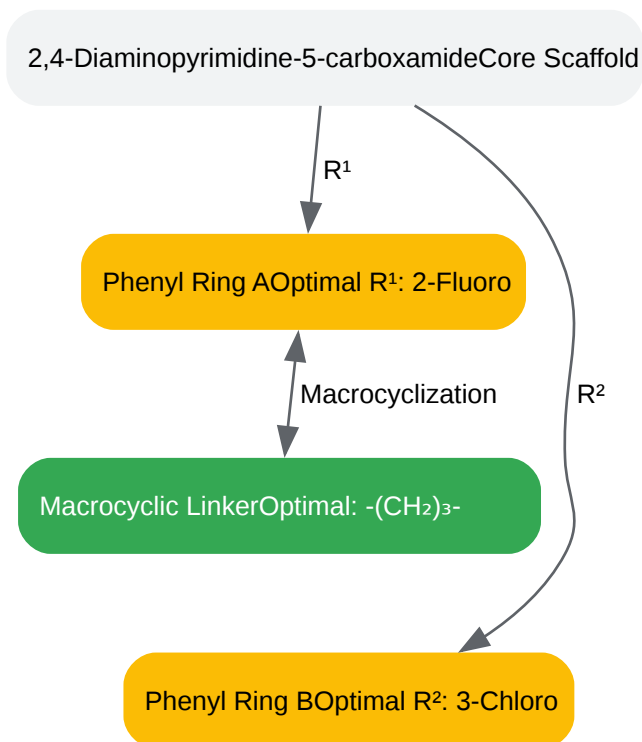 2,4-Diaminopyrimidine-5-carboxamideCore Scaffold
R¹
Phenyl Ring AOptimal R¹: 2-Fluoro
Macrocyclization
R²
Macrocyclic LinkerOptimal: -(CH₂)₃-
Phenyl Ring BOptimal R²: 3-Chloro